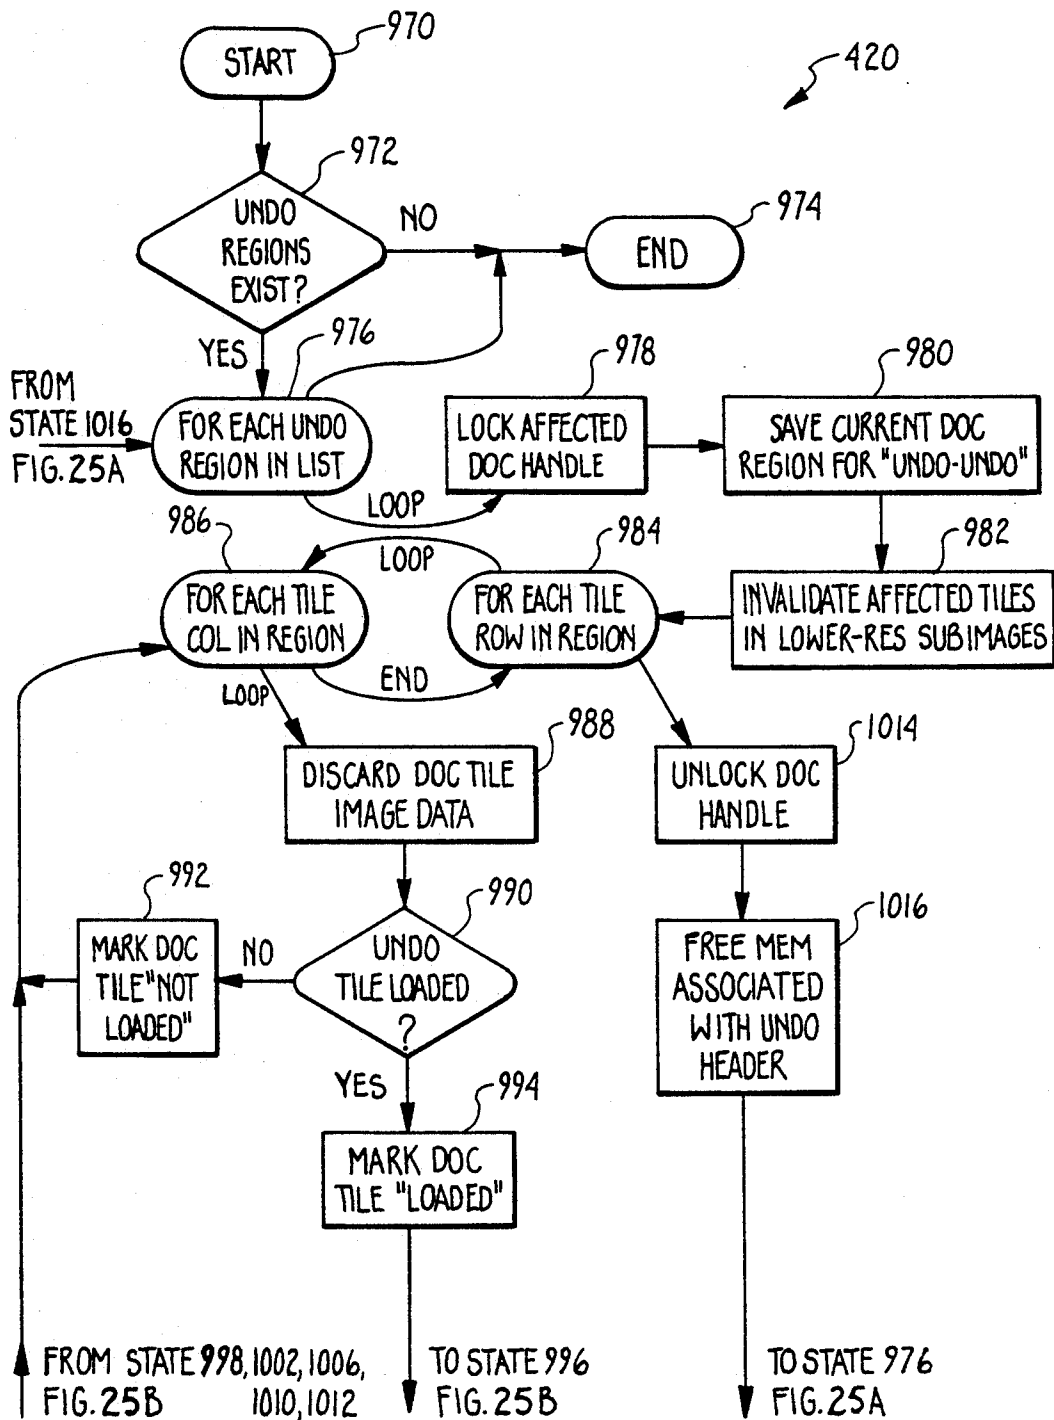 970
START
420
972
UNDO
REGIONS
EXIST?
NO
974
END
YES
976
978
980
FROM
STATE 1016
FIG. 25A
FOR EACH UNDO
REGION IN LIST
LOCK AFFECTED
DOC HANDLE
SAVE CURRENT DOC
REGION FOR "UNDO-UNDO"
LOOP
986
LOOP
984
982
FOR EACH TILE
COL IN REGION
FOR EACH TILE
ROW IN REGION
INVALIDATE AFFECTED TILES
IN LOWER-RES SUBIMAGES
LOOP
END
988
1014
DISCARD DOC TILE
IMAGE DATA
UNLOCK DOC
HANDLE
992
990
1016
MARK DOC
TILE "NOT
LOADED"
NO
UNDO
TILE LOADED
?
FREE MEM
ASSOCIATED
WITH UNDO
HEADER
YES
994
MARK DOC
TILE "LOADED"
FROM STATE 998, 1002, 1006,
FIG. 25B 1010, 1012
TO STATE 996
FIG. 25B
TO STATE 976
FIG. 25A